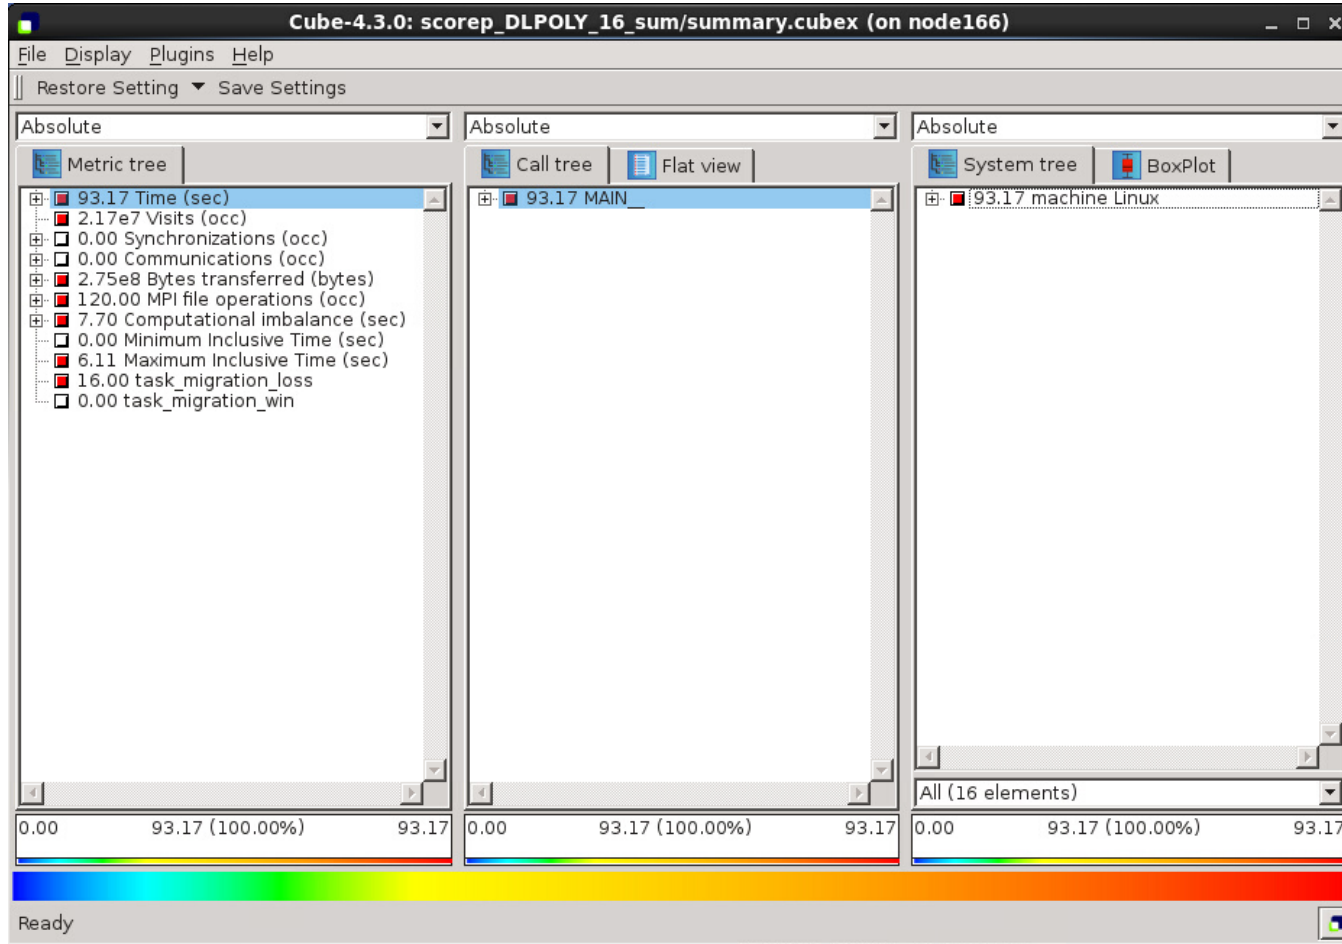 Cube-4.3.0: scorep_DLPOLY_16_sum/summary.cubex (on node166)
File Display Plugins Help
Restore Setting Save Settings
Absolute
Metric tree
93.17 Time (sec)
2.17e7 Visits (occ)
0.00 Synchronizations (occ)
0.00 Communications (occ)
2.75e8 Bytes transferred (bytes)
120.00 MPI file operations (occ)
7.70 Computational imbalance (sec)
0.00 Minimum Inclusive Time (sec)
6.11 Maximum Inclusive Time (sec)
16.00 task_migration_loss
0.00 task_migration_win
0.00 93.17 (100.00%) 93.17
Absolute
Call tree Flat view
93.17 MAIN__
0.00 93.17 (100.00%) 93.17
Absolute
System tree BoxPlot
93.17 machine Linux
All (16 elements)
0.00 93.17 (100.00%) 93.17
Ready